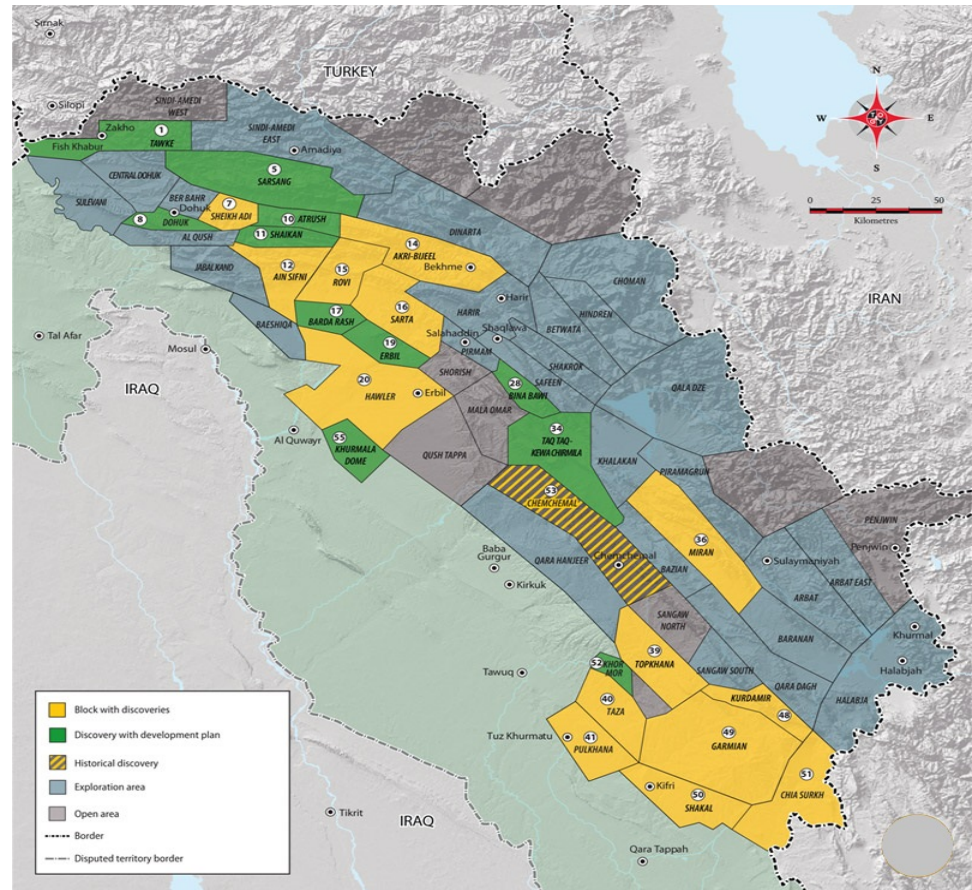 Şırnak
TURKEY
Silopi
SINDI-AMEDI
WEST
Zakho
1
Fish Khabur
TAWKE
SINDI-AMEDI
EAST
Amadiya
N
W
E
S
0
25
50
Kilometres
CENTRAL DOHUK
5
SARSANG
SULEVANI
BER BAHR
Dohuk
7
SHEIKH ADI
8
DOHUK
10
ATRUSH
11
SHAIKAN
AL QUSH
DINARTA
14
AKRI-BIJEEL
Bekhme
JABAL KAND
12
AIN SIFNI
15
ROVI
CHOMAN
IRAN
16
SARTA
Harir
HARIR
HINDREN
BETWATA
BAESHIQA
17
BARDA RASH
Salahaddin
Shaqlawa
PIRMAM
19
ERBIL
SHAKROK
SAFEEN
Tal Afar
Mosul
IRAQ
SHORISH
28
BINA BAWI
QALA DZE
20
HAWLER
Erbil
MALA OMAR
34
TAQ TAQ-
KEWACHIRMILA
Al Quwayr
55
KHURMALA
DOME
QUSH TAPPA
KHALAKAN
PIRAMAGRUN
53
CHEMCHEMAL
PENJWIN
Penjwin
36
MIRAN
Baba
Gurgur
QARA HANJEER
Chemchemal
BAZIAN
Sulaymaniyah
ARBAT EAST
ARBAT
Kirkuk
SANGAW
NORTH
BARANAN
Khurmal
Halabjah
39
TOPKHANA
SANGAW SOUTH
QARA DAGH
HALABJA
Tawuq
52
KHOR
MOR
40
TAZA
KURDAMIR
48
49
GARMIAN
41
PULKHANA
Tuz Khurmatu
51
CHIA SURKH
Kifri
50
SHAKAL
Qara Tappah
Tikrit
IRAQ
Block with discoveries
Discovery with development plan
Historical discovery
Exploration area
Open area
Border
Disputed territory border